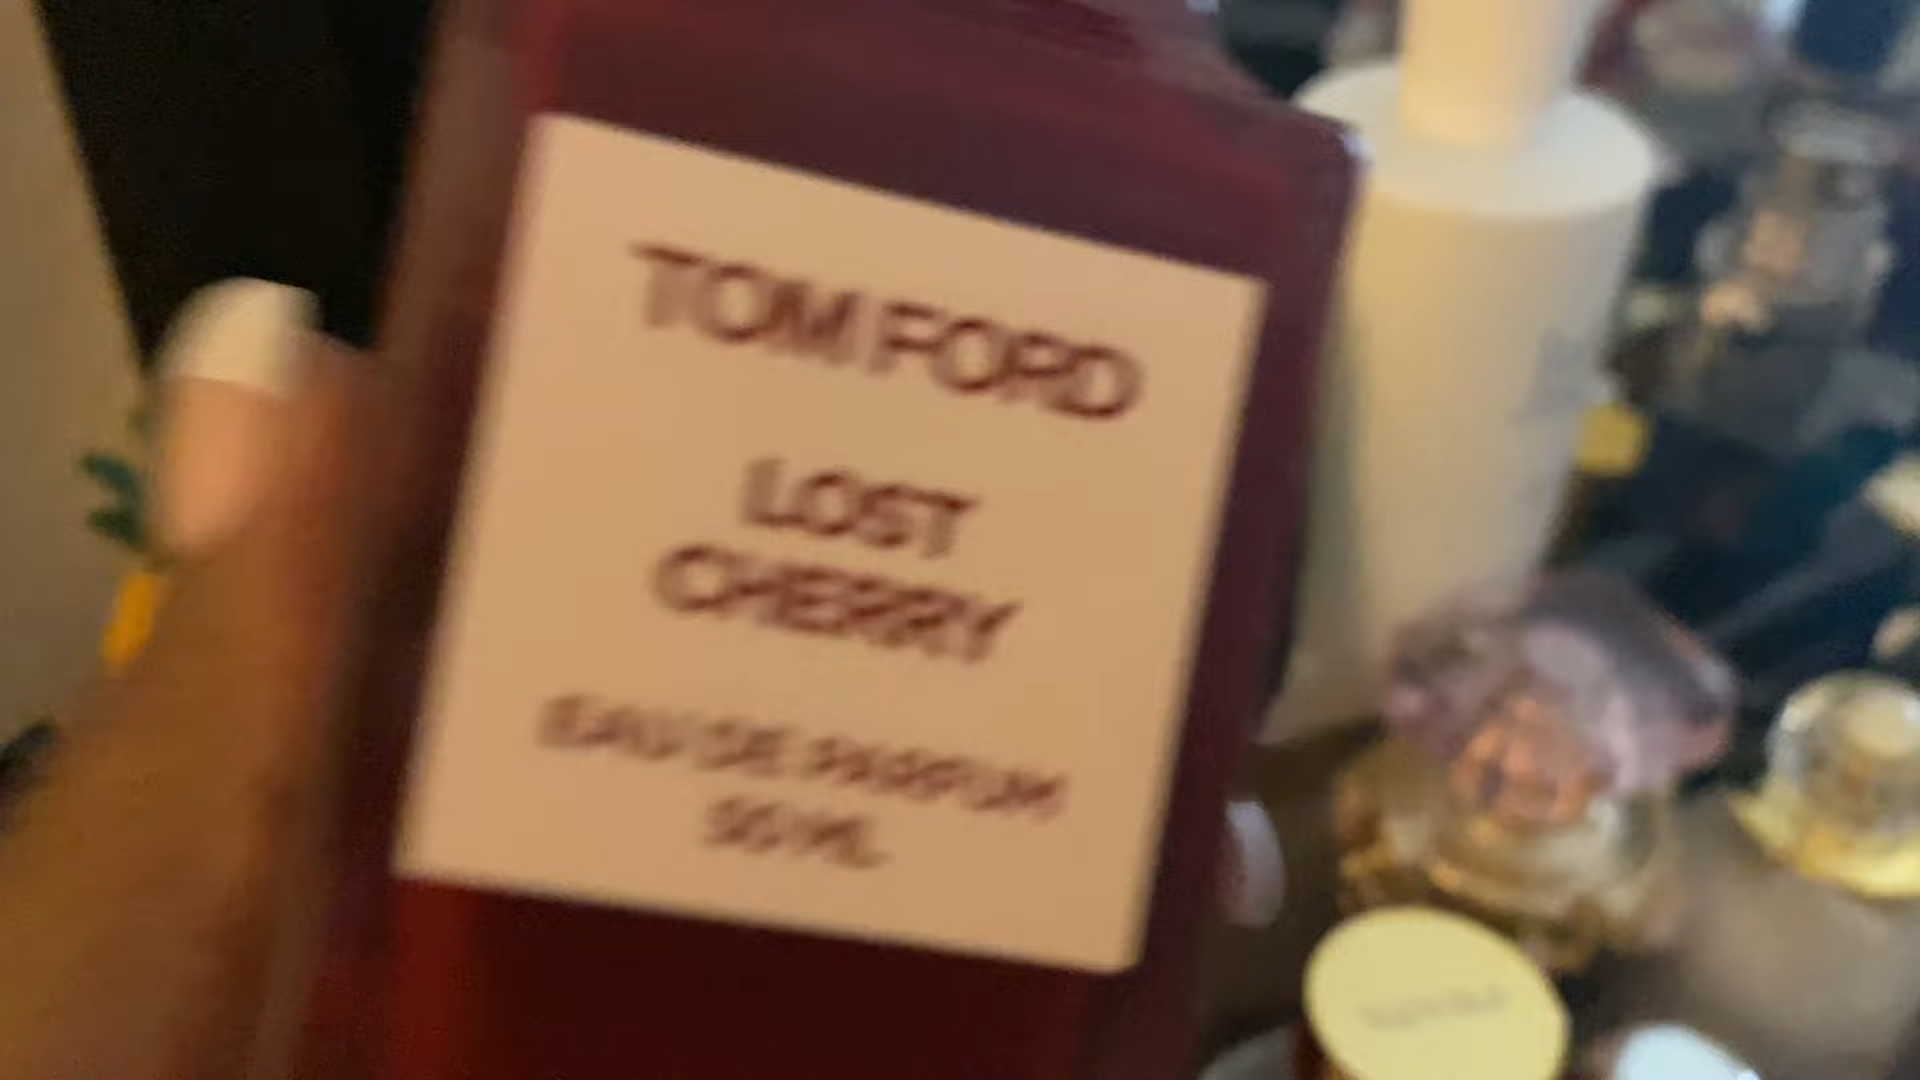 TOM FORD
LOST
CHERRY
EAU DE PARFUM
50 ML